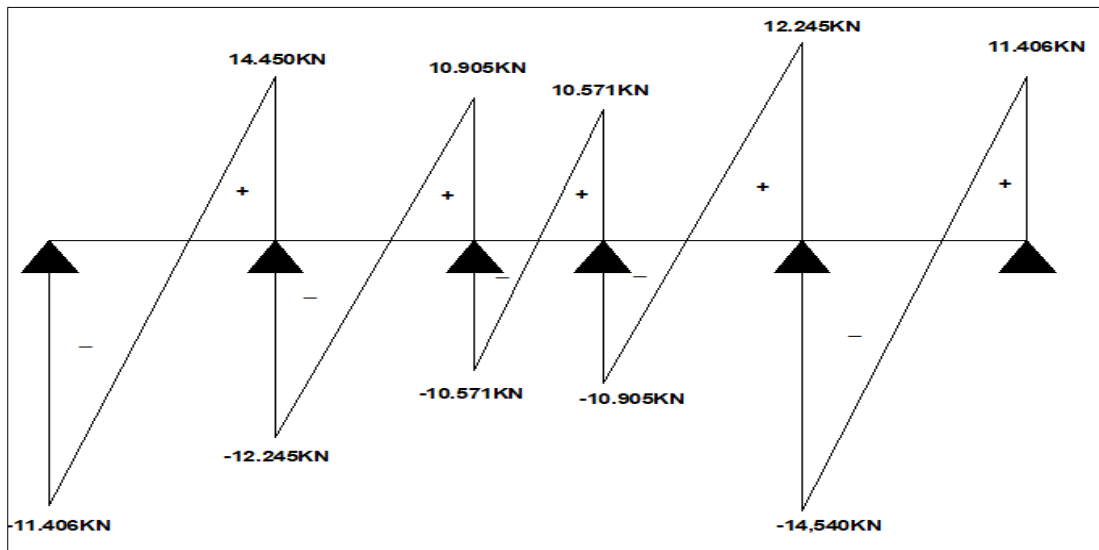 12.245KN
14.450KN
10.905KN
10.571KN
11.406KN
+
+
+
+
+
_
_
_
_
_
-11.406KN
-12.245KN
-10.571KN
-10.905KN
-14,540KN